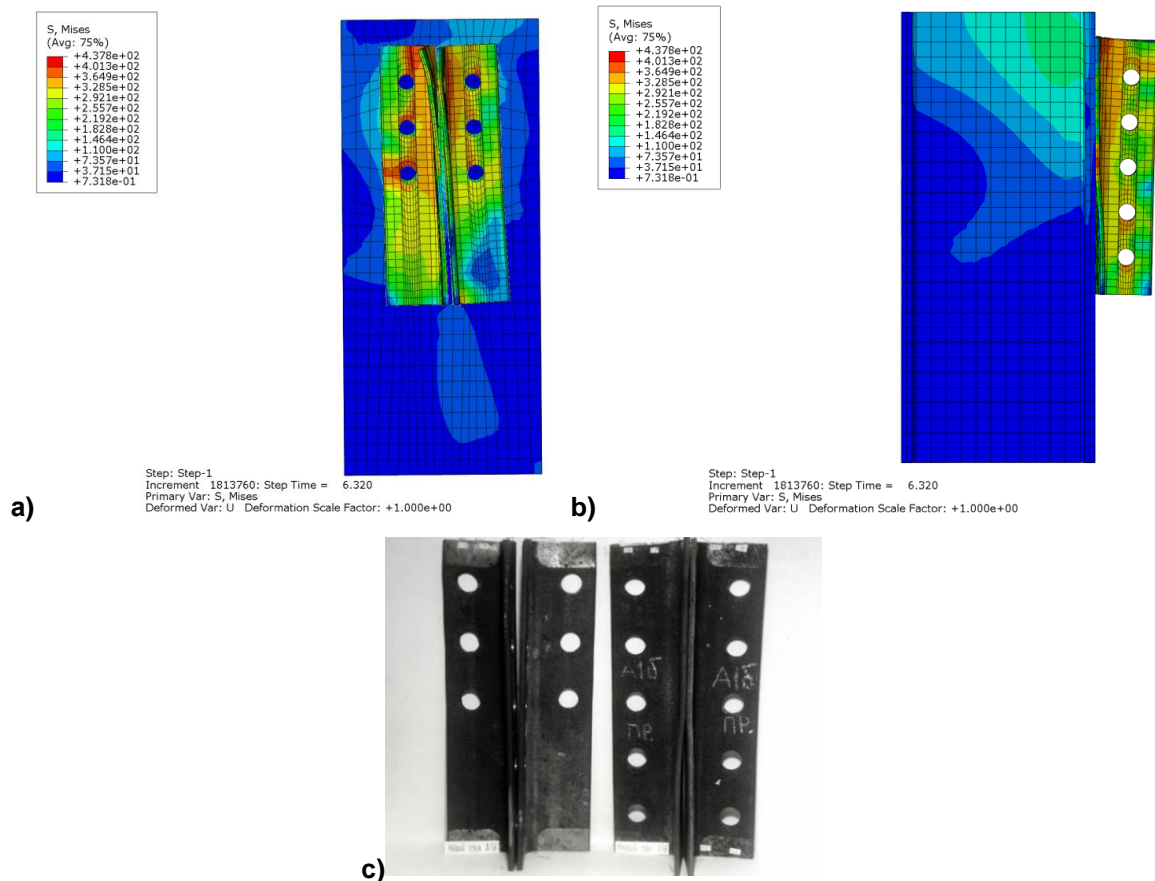 S, Mises
(Avg: 75%)
+4.378e+02
+4.013e+02
+3.649e+02
+3.285e+02
+2.921e+02
+2.557e+02
+2.192e+02
+1.828e+02
+1.464e+02
+1.100e+02
+7.357e+01
+3.715e+01
+7.318e-01
Step: Step-1
Increment 1813760: Step Time = 6.320
Primary Var: S, Mises
Deformed Var: U Deformation Scale Factor: +1.000e+00
a)
S, Mises
(Avg: 75%)
+4.378e+02
+4.013e+02
+3.649e+02
+3.285e+02
+2.921e+02
+2.557e+02
+2.192e+02
+1.828e+02
+1.464e+02
+1.100e+02
+7.357e+01
+3.715e+01
+7.318e-01
Step: Step-1
Increment 1813760: Step Time = 6.320
Primary Var: S, Mises
Deformed Var: U Deformation Scale Factor: +1.000e+00
b)
А1б
А1б
ПР.
ПР.
c)